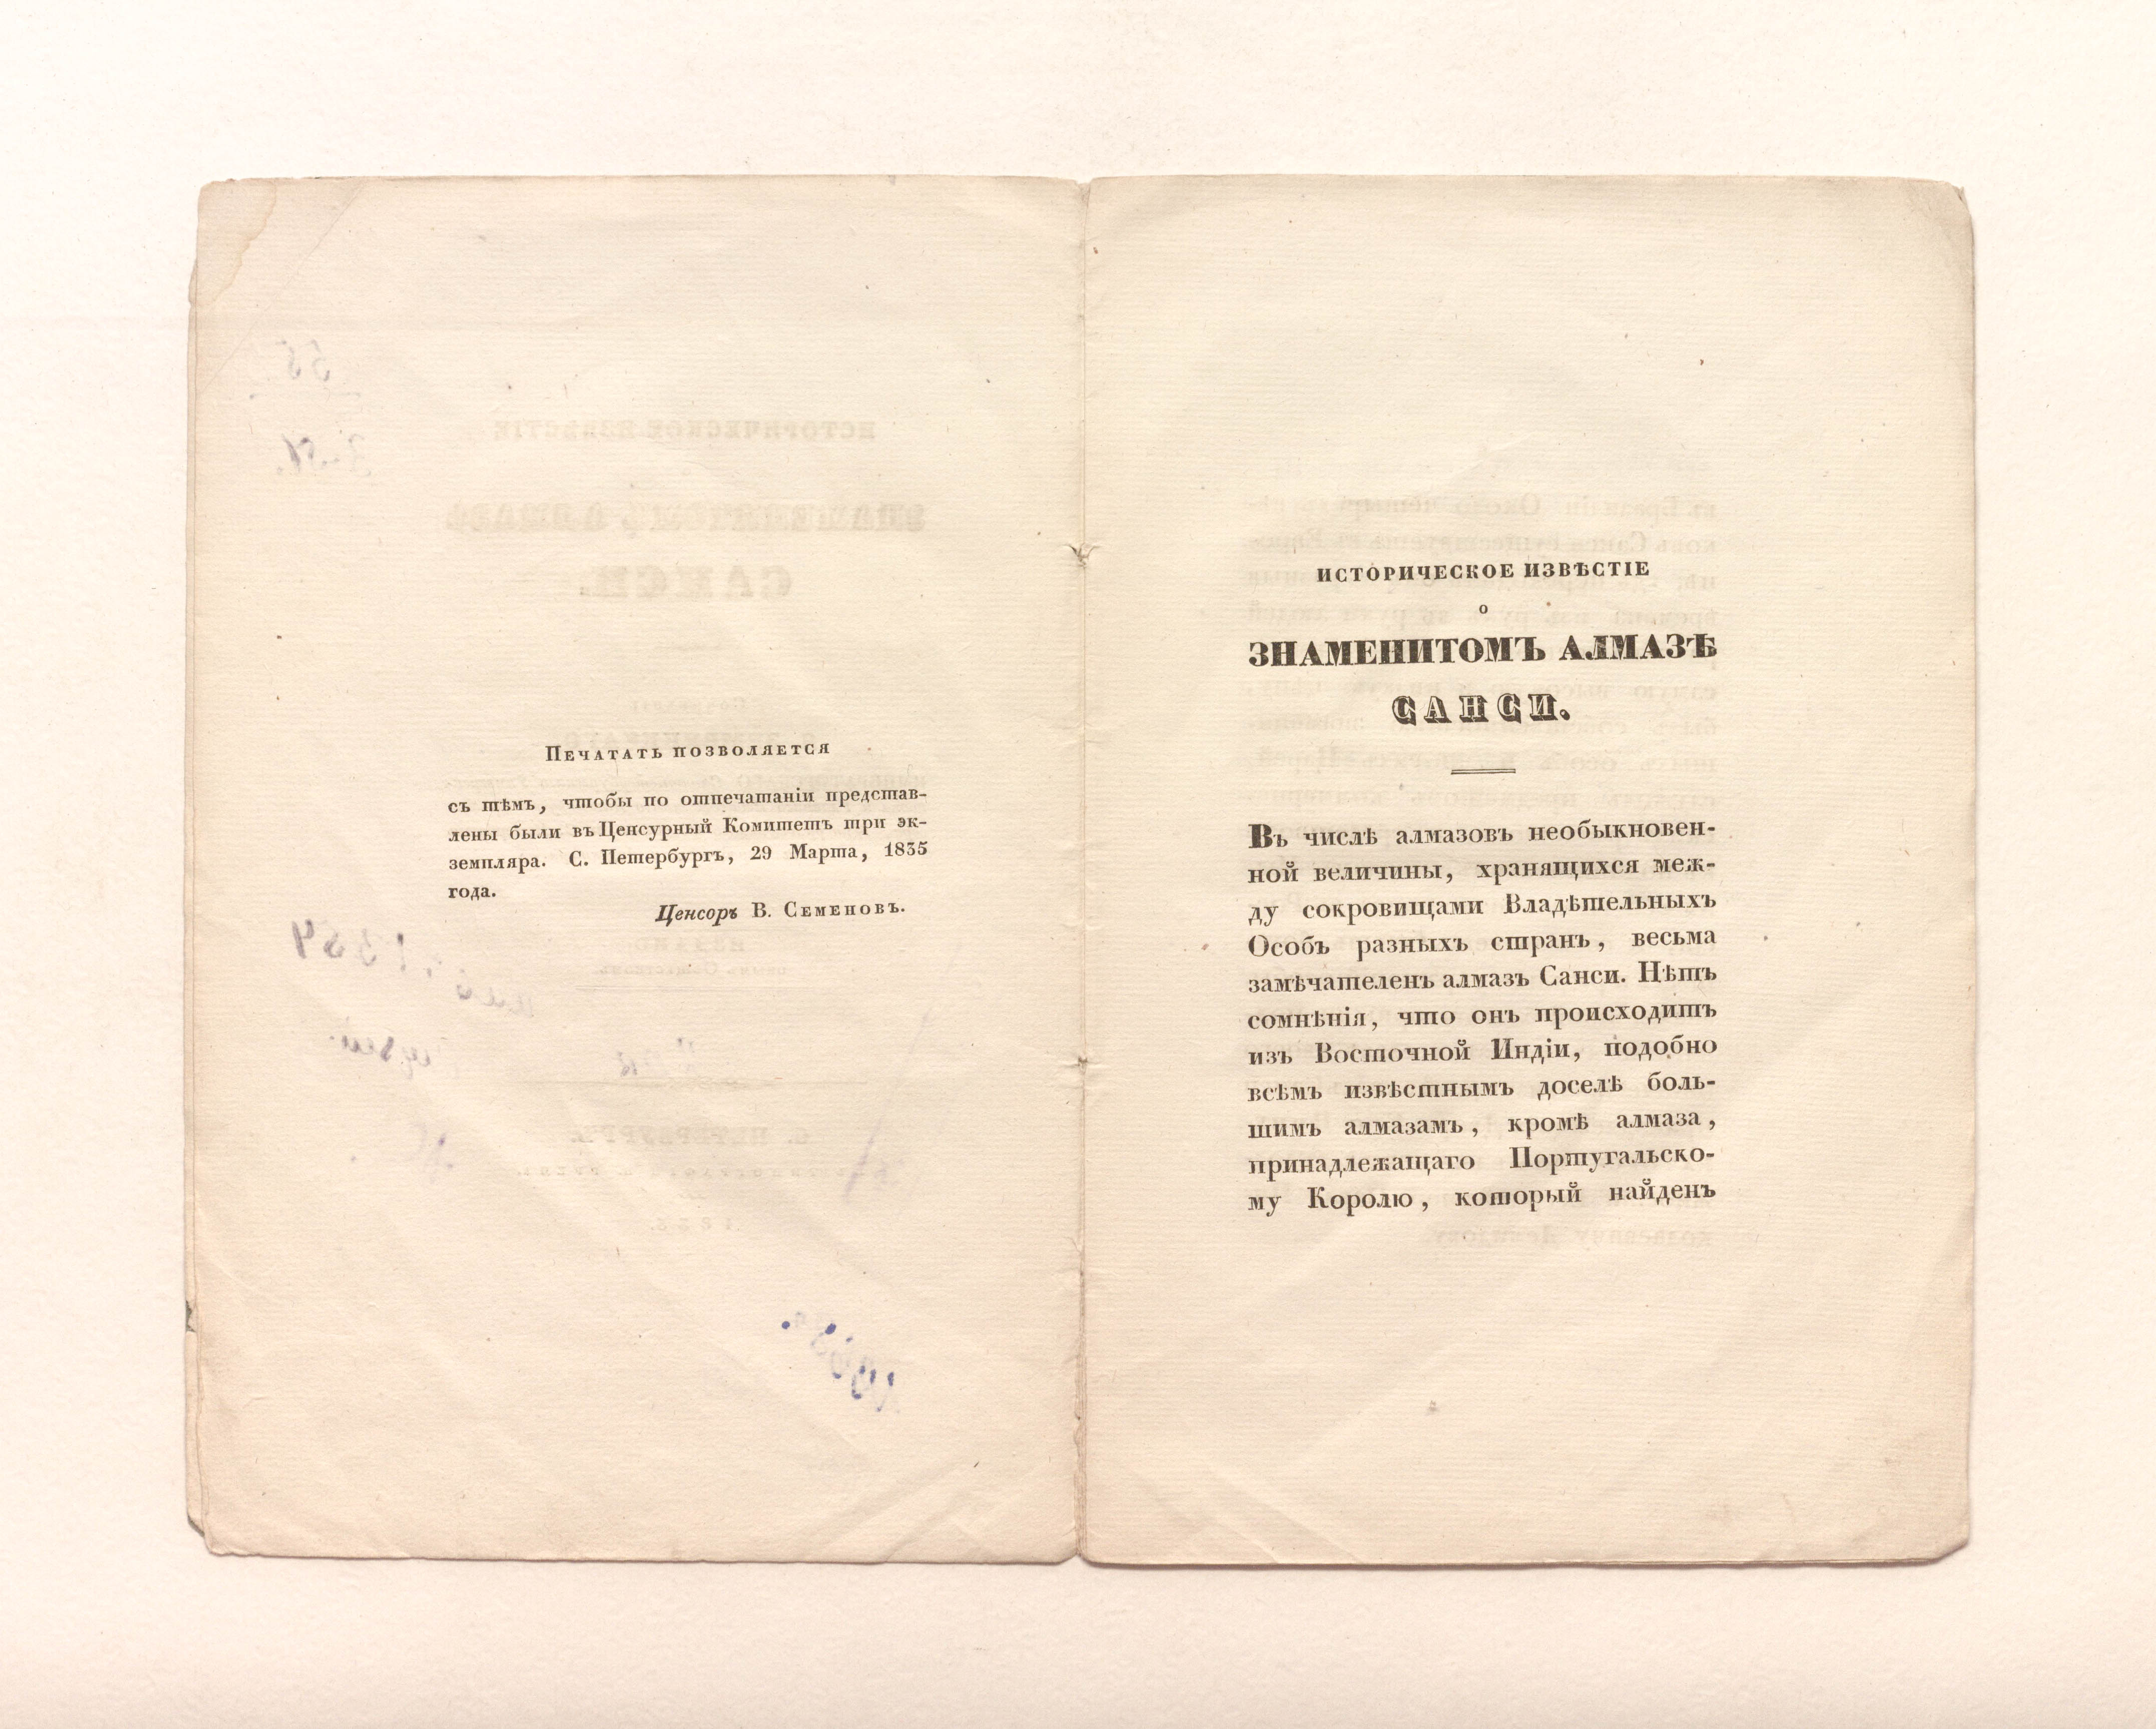 Печатать позволяется
съ тѣмъ, чтобы по отпечатаніи представ-
лены были въ Ценсурный Комитетъ три эк-
земпляра. С. Петербургъ, 29 Марта, 1835
года.
Ценсоръ В. Семеновъ.
ИСТОРИЧЕСКОЕ ИЗВѢСТІЕ
о
ЗНАМЕНИТОМЪ АЛМАЗѢ
САНСИ.
Въ числѣ алмазовъ необыкновен-
ной величины, хранящихся меж-
ду сокровищами Владѣтельныхъ
Особъ разныхъ странъ, весьма
замѣчателенъ алмазъ Санси. Нѣтъ
сомнѣнія, что онъ происходитъ
изъ Восточной Индіи, подобно
всѣмъ извѣстнымъ доселѣ боль-
шимъ алмазамъ, кромѣ алмаза,
принадлежащаго Португальско-
му Королю, который найденъ